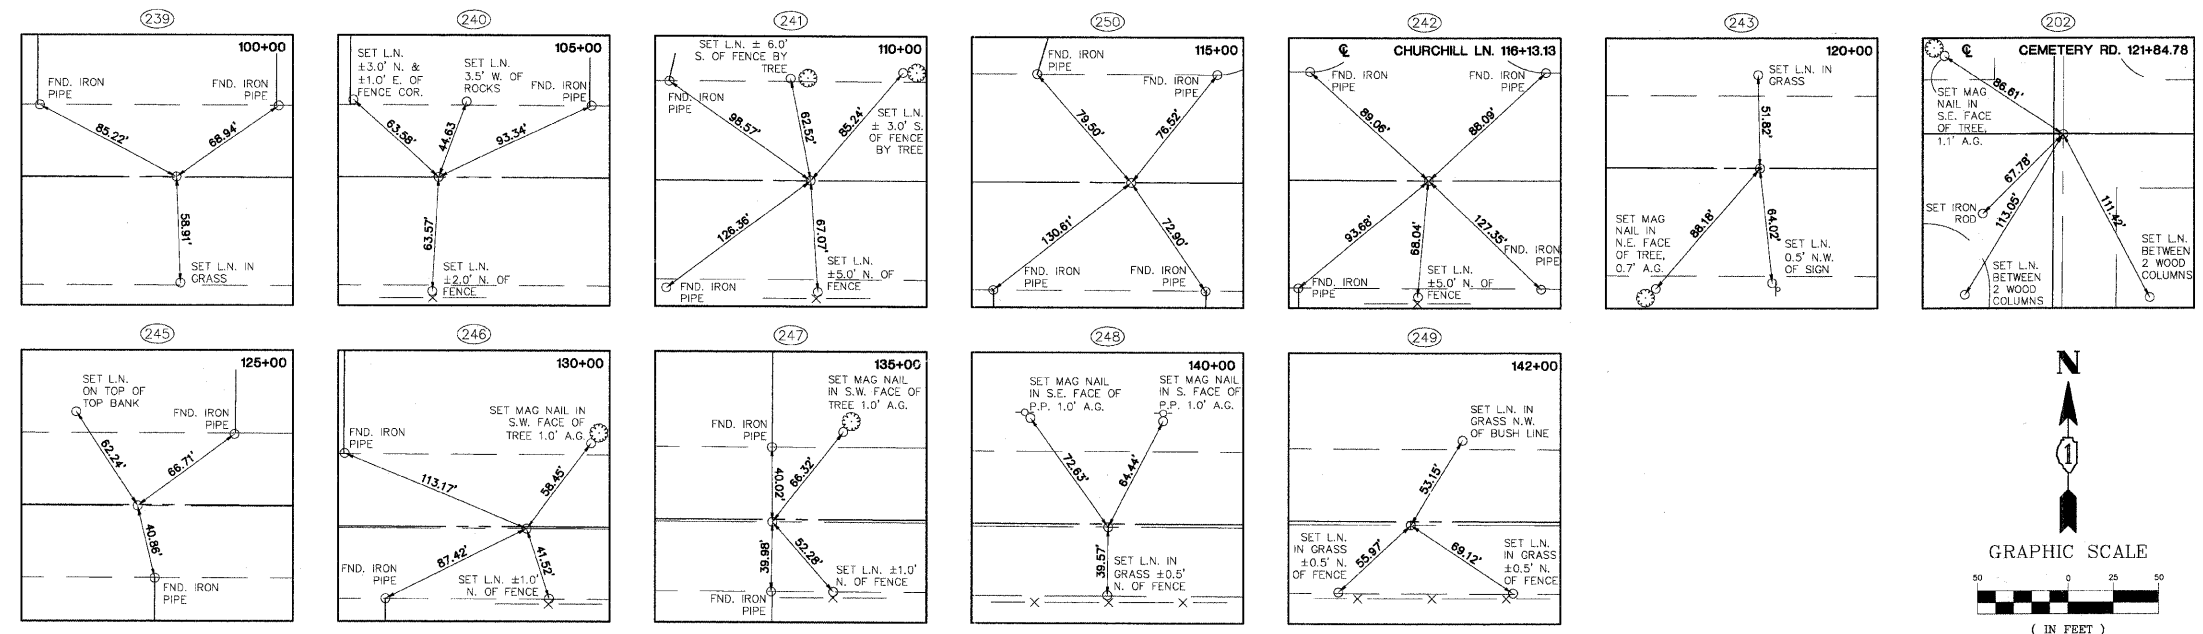 239
100+00
FND. IRON
PIPE
FND. IRON
PIPE
85.22'
68.94'
58.91'
SET L.N. IN
GRASS
240
105+00
SET L.N.
±3.0' N. &
±1.0' E. OF
FENCE COR.
SET L.N.
3.5' W. OF
ROCKS
FND. IRON
PIPE
63.58'
44.63
93.34'
63.57'
SET L.N.
±2.0' N. OF
FENCE
241
110+00
SET L.N. ± 6.0'
S. OF FENCE BY
TREE
FND. IRON
PIPE
SET L.N.
± 3.0' S.
OF FENCE
BY TREE
98.57'
62.52'
85.24'
126.36'
67.07'
FND. IRON
PIPE
SET L.N.
±5.0' N. OF
FENCE
250
115+00
FND. IRON
PIPE
FND. IRON
PIPE
79.50'
76.52'
130.61'
72.90'
FND. IRON
PIPE
FND. IRON
PIPE
242
℄ CHURCHILL LN. 116+13.13
FND. IRON
PIPE
FND. IRON
PIPE
89.06'
88.09'
93.68'
68.04'
127.35'
FND. IRON
PIPE
FND. IRON
PIPE
SET L.N.
±5.0' N. OF
FENCE
243
120+00
SET L.N. IN
GRASS
51.82'
88.18'
64.02'
SET MAG
NAIL IN
N.E. FACE
OF TREE,
0.7' A.G.
SET L.N.
0.5' N.W.
OF SIGN
202
℄ CEMETERY RD. 121+84.78
86.61'
SET MAG
NAIL IN
S.E. FACE
OF TREE,
1.1' A.G.
67.78'
113.05'
111.42'
SET IRON
ROD
SET L.N.
BETWEEN
2 WOOD
COLUMNS
SET L.N.
BETWEEN
2 WOOD
COLUMNS
245
125+00
SET L.N.
ON TOP OF
TOP BANK
FND. IRON
PIPE
62.24'
66.71'
40.86'
FND. IRON
PIPE
246
130+00
SET MAG NAIL IN
S.W. FACE OF
TREE 1.0' A.G.
FND. IRON
PIPE
113.17'
58.45'
87.42'
41.52'
FND. IRON
PIPE
SET L.N. ±1.0'
N. OF FENCE
247
135+00
SET MAG NAIL
IN S.W. FACE OF
TREE 1.0' A.G.
FND. IRON
PIPE
40.02'
66.32'
39.98'
52.28'
SET L.N. ±1.0'
N. OF FENCE
FND. IRON
PIPE
248
140+00
SET MAG NAIL
IN S.E. FACE OF
P.P. 1.0' A.G.
SET MAG NAIL
IN S. FACE OF
P.P. 1.0' A.G.
72.63'
64.44'
39.57'
SET L.N. IN
GRASS ±0.5'
N. OF FENCE
249
142+00
SET L.N. IN
GRASS N.W.
OF BUSH LINE
53.15'
55.97'
69.12'
SET L.N.
IN GRASS
±0.5' N.
OF FENCE
SET L.N.
IN GRASS
±0.5' N.
OF FENCE
N
1
GRAPHIC SCALE
50 0 25 50
( IN FEET )